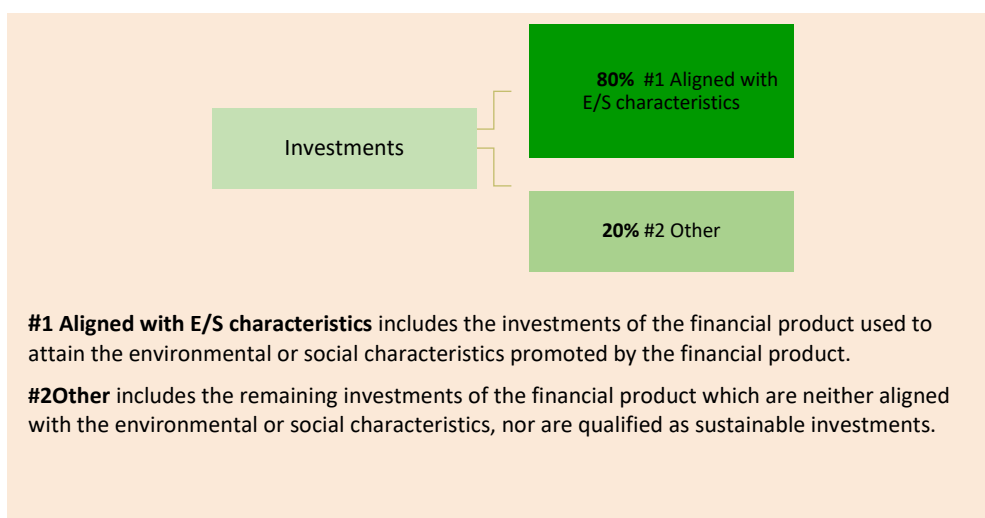 80% #1 Aligned with
E/S characteristics
Investments
20% #2 Other
#1 Aligned with E/S characteristics includes the investments of the financial product used to
attain the environmental or social characteristics promoted by the financial product.
#2Other includes the remaining investments of the financial product which are neither aligned
with the environmental or social characteristics, nor are qualified as sustainable investments.